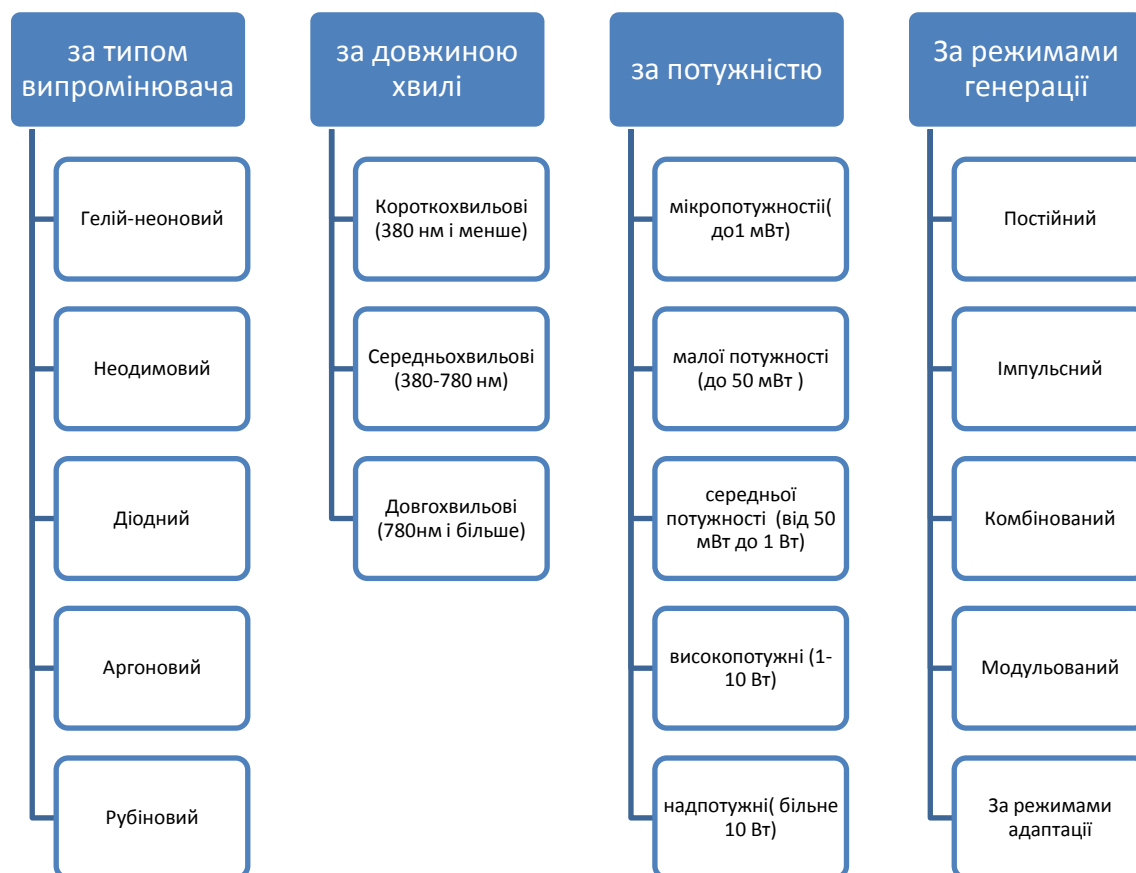 за типом
випромінювача
Гелій-неоновий
Неодимовий
Діодний
Аргоновий
Рубіновий
за довжиною
хвилі
Короткохвильові
(380 нм і менше)
Середньохвильові
(380-780 нм)
Довгохвильові
(780нм і більше)
за потужністю
мікропотужностіі(
до1 мВт)
малої потужності
(до 50 мВт )
середньої
потужності  (від 50
мВт до 1 Вт)
високопотужні (1-
10 Вт)
надпотужні( більне
10 Вт)
За режимами
генерації
Постійний
Імпульсний
Комбінований
Модульований
За режимами
адаптації